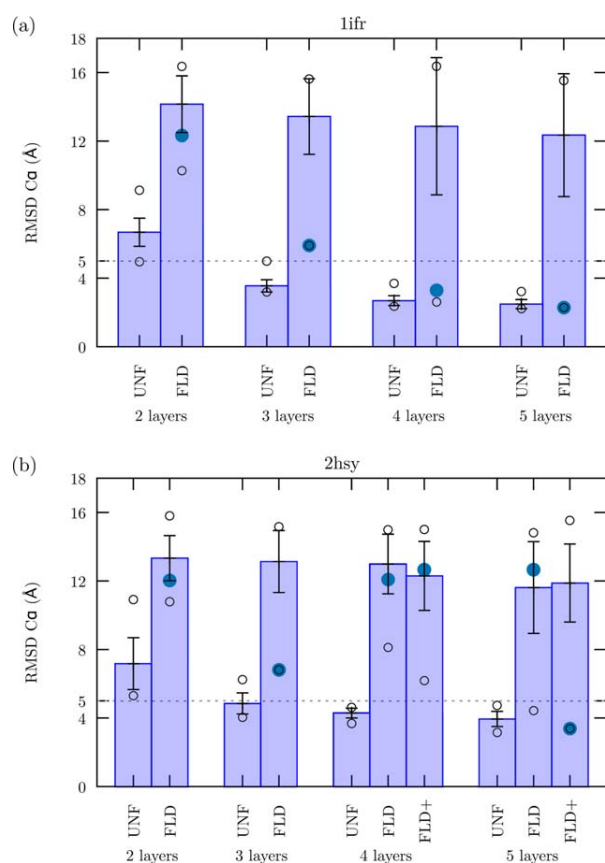 (a)
1ifr
RMSD Cα (Å)
18
16
12
8
5
4
0
UNF FLD UNF FLD UNF FLD UNF FLD
2 layers 3 layers 4 layers 5 layers
(b)
2hsy
RMSD Cα (Å)
18
16
12
8
5
4
0
UNF FLD UNF FLD UNF FLD FLD+ UNF FLD FLD+
2 layers 3 layers 4 layers 5 layers